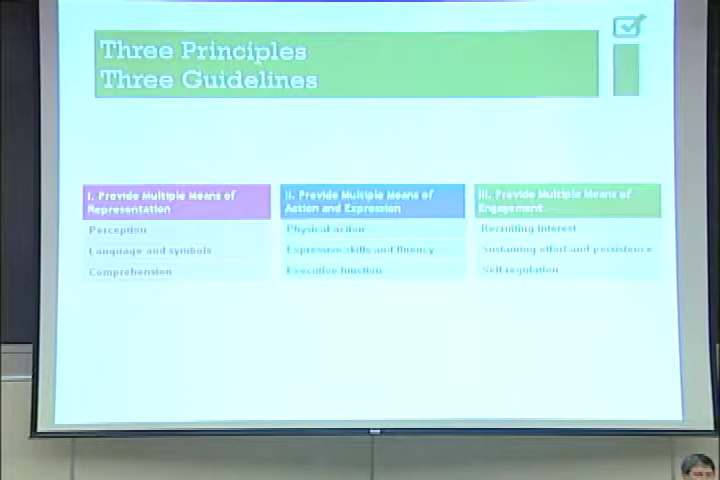 Three Principles
Three Guidelines
I. Provide Multiple Means of
Representation
Perception
Language and symbols
Comprehension
II. Provide Multiple Means of
Action and Expression
Physical action
Expressive skills and fluency
Executive function
III. Provide Multiple Means of
Engagement
Recruiting interest
Sustaining effort and persistence
Self regulation